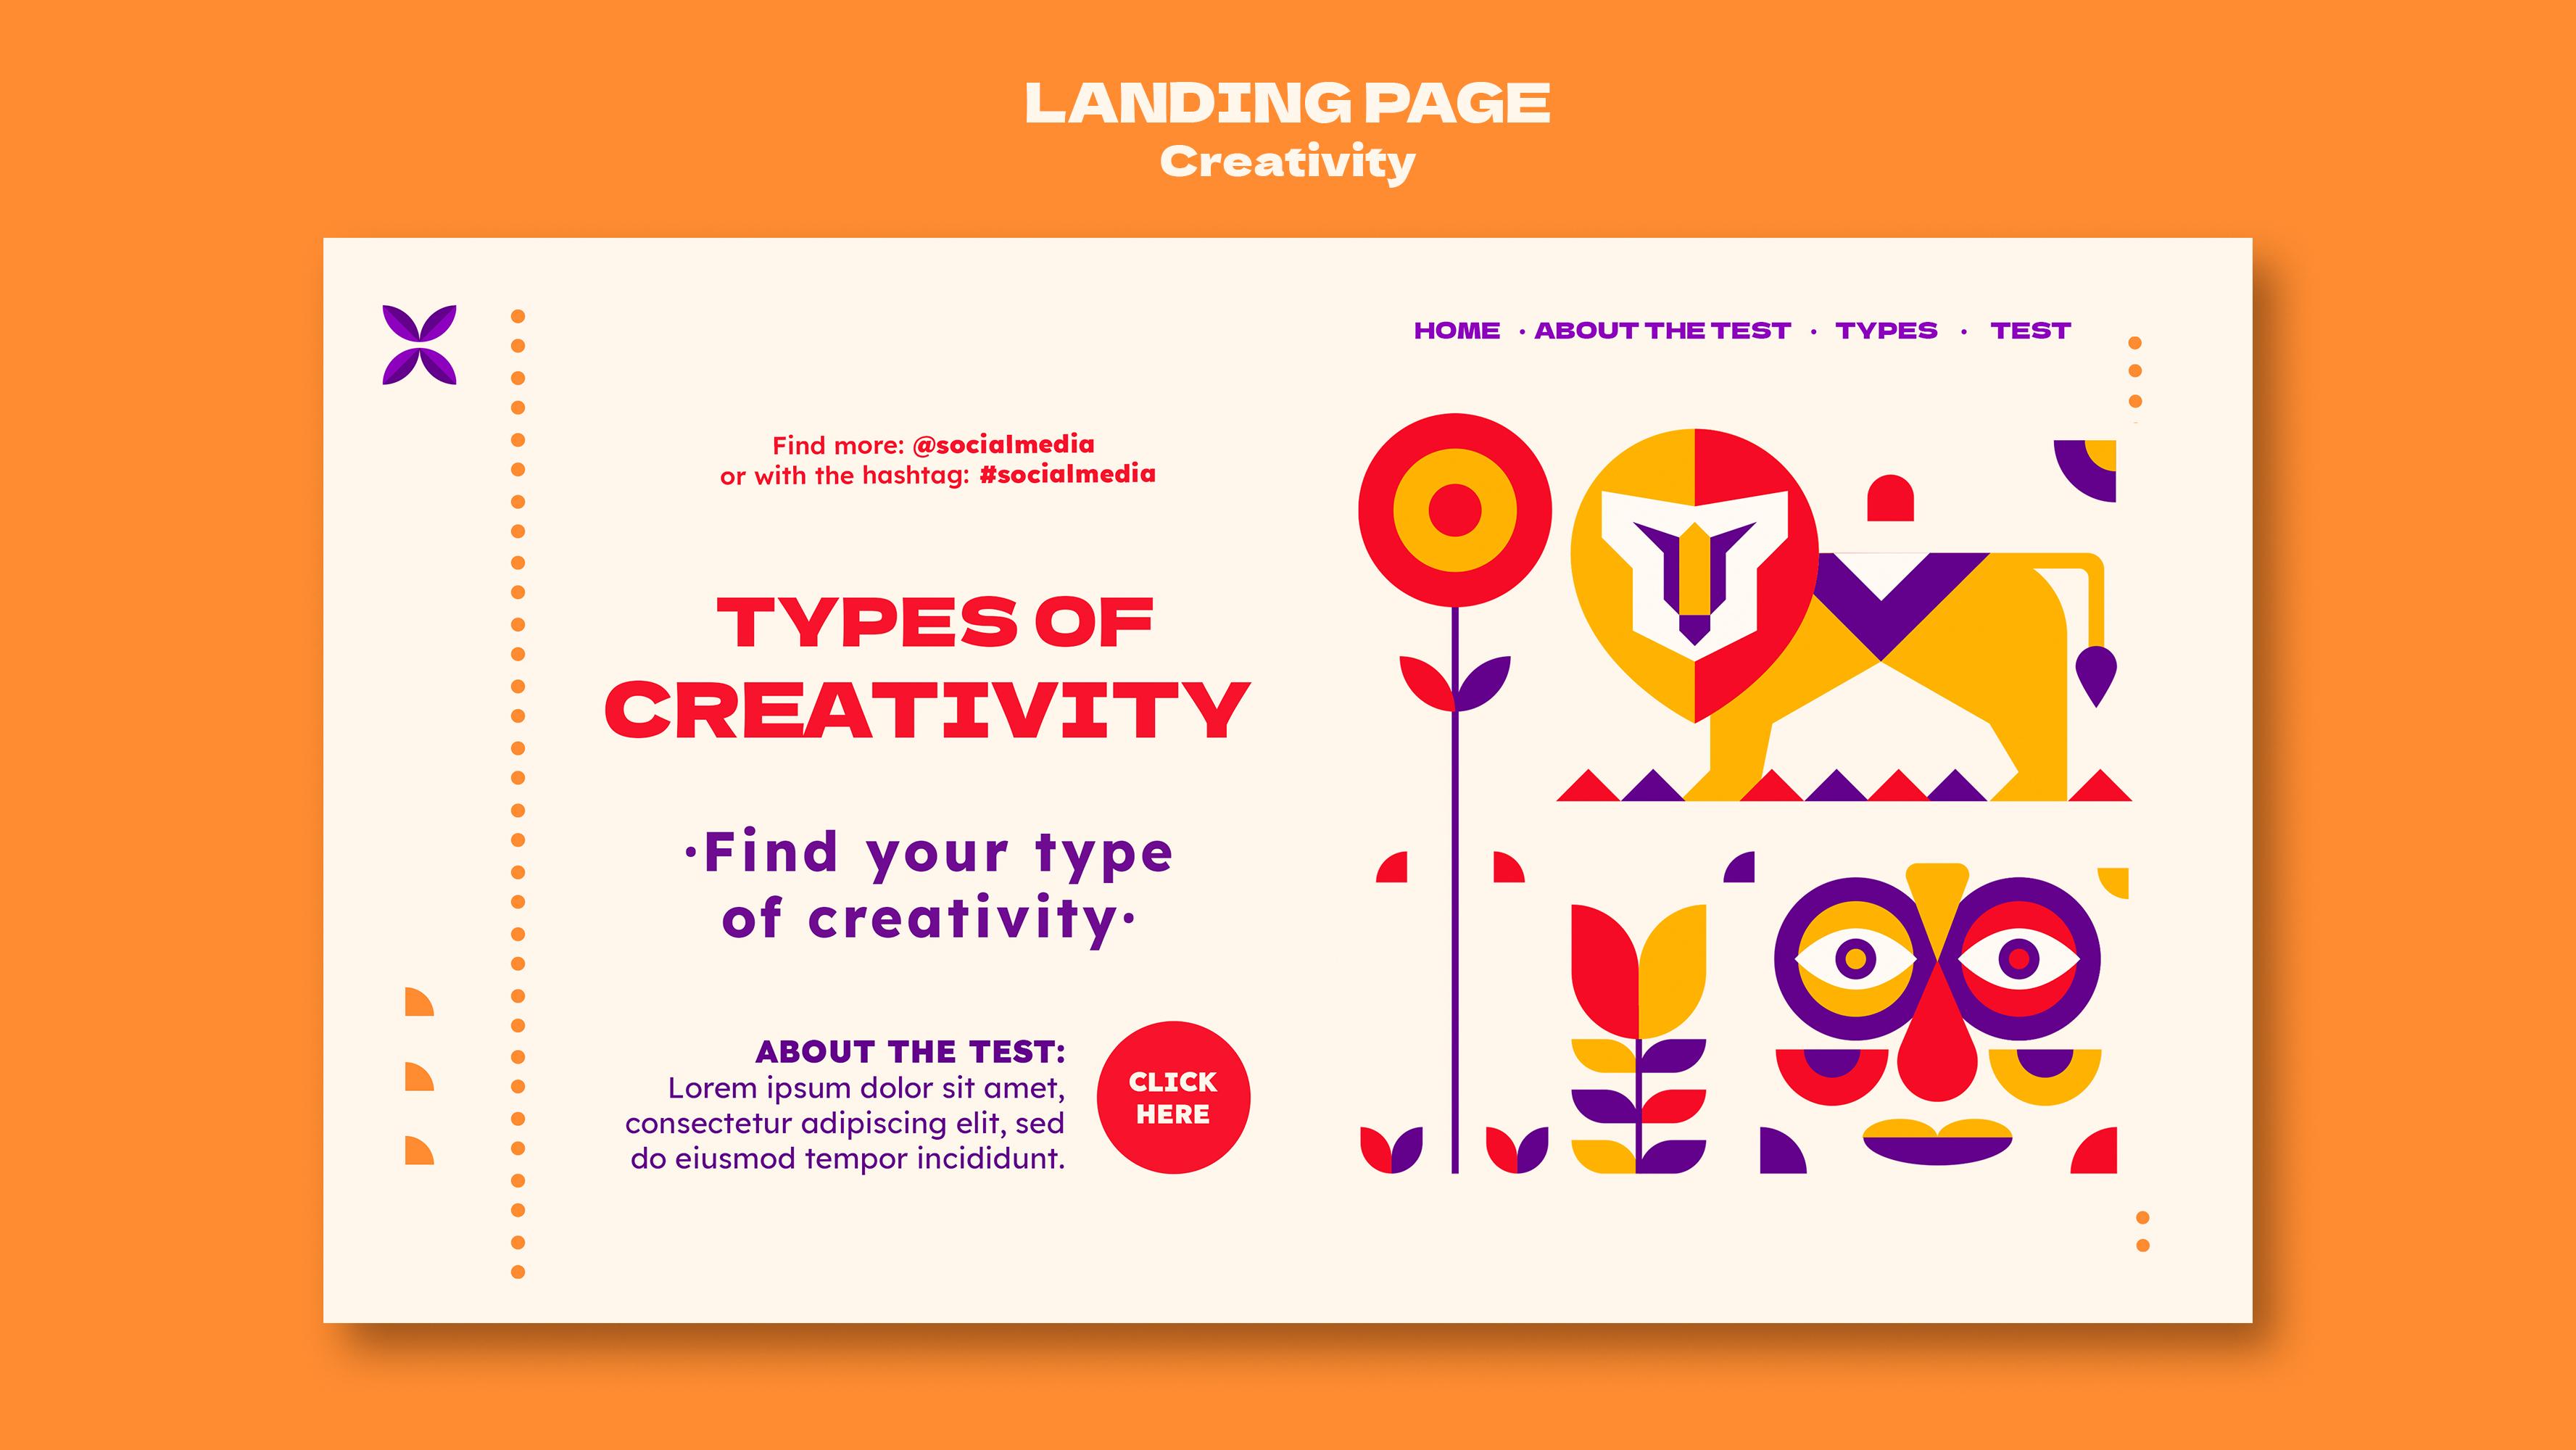 LANDING PAGE
Creativity
HOME · ABOUT THE TEST · TYPES · TEST
Find more: @socialmedia
or with the hashtag: #socialmedia
TYPES OF
CREATIVITY
·Find your type
of creativity·
ABOUT THE TEST:
Lorem ipsum dolor sit amet,
consectetur adipiscing elit, sed
do eiusmod tempor incididunt.
CLICK
HERE